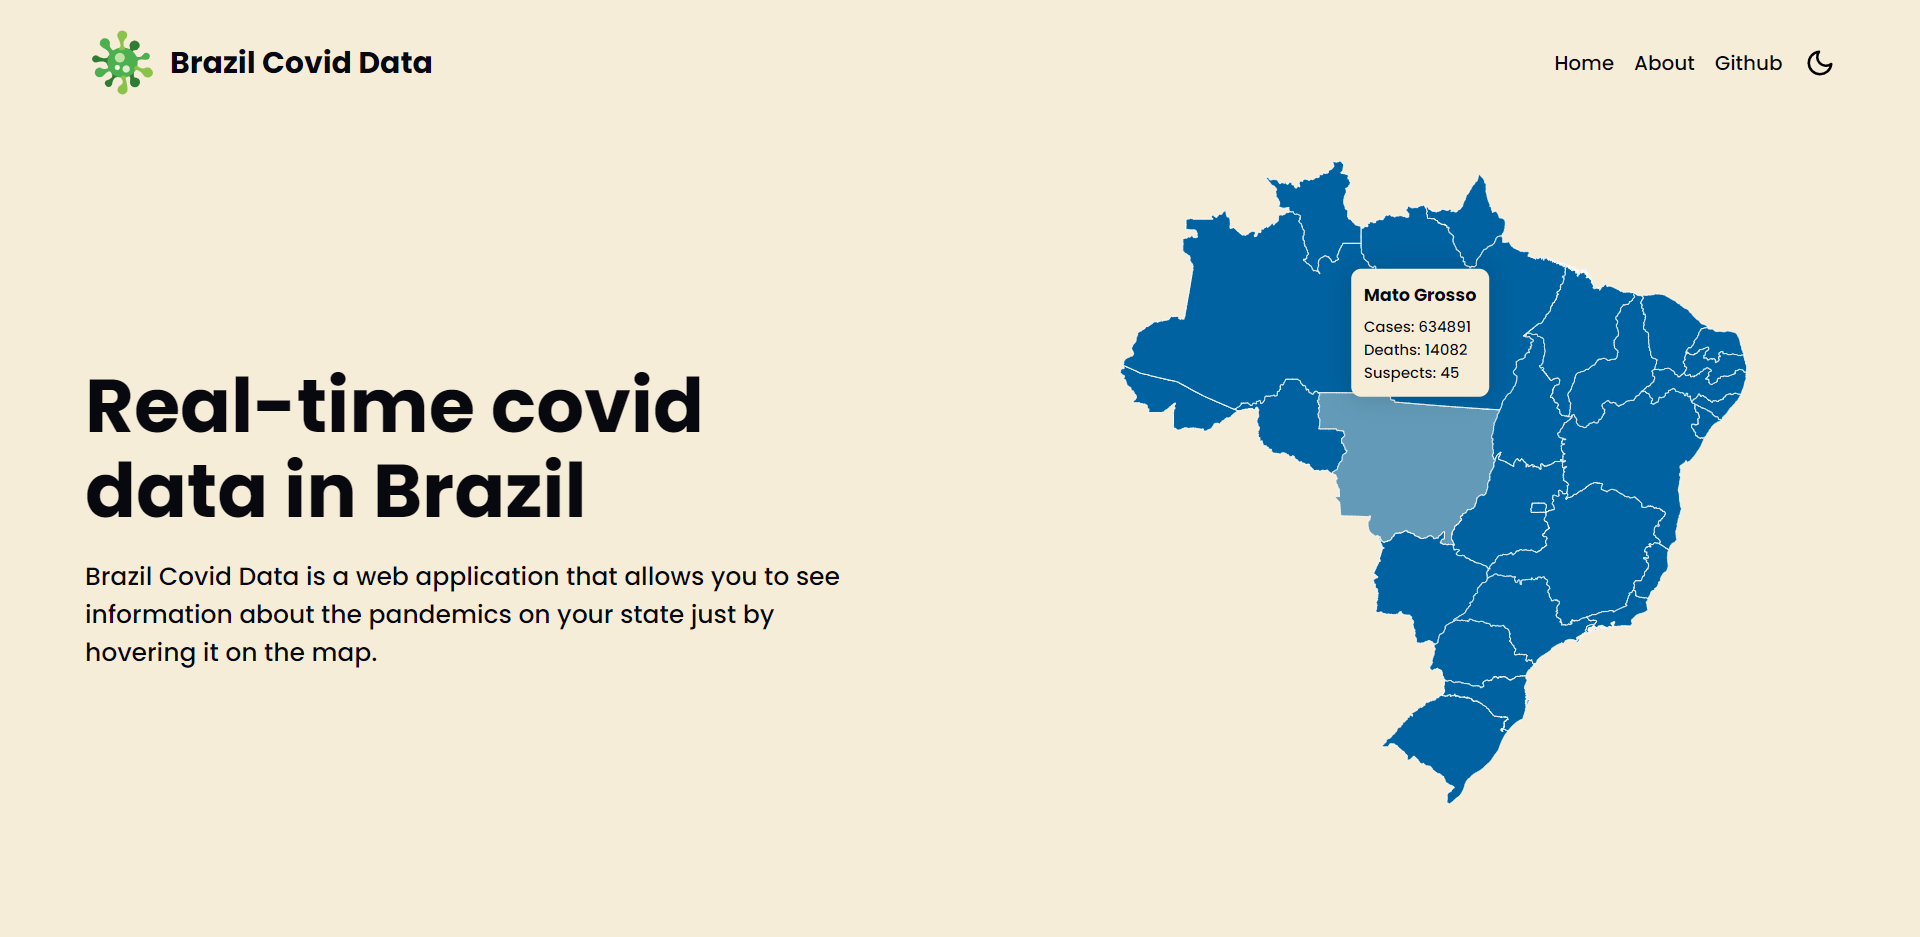 Brazil Covid Data
Home About Github
Real-time covid
data in Brazil
Brazil Covid Data is a web application that allows you to see
information about the pandemics on your state just by
hovering it on the map.
Mato Grosso
Cases: 634891
Deaths: 14082
Suspects: 45